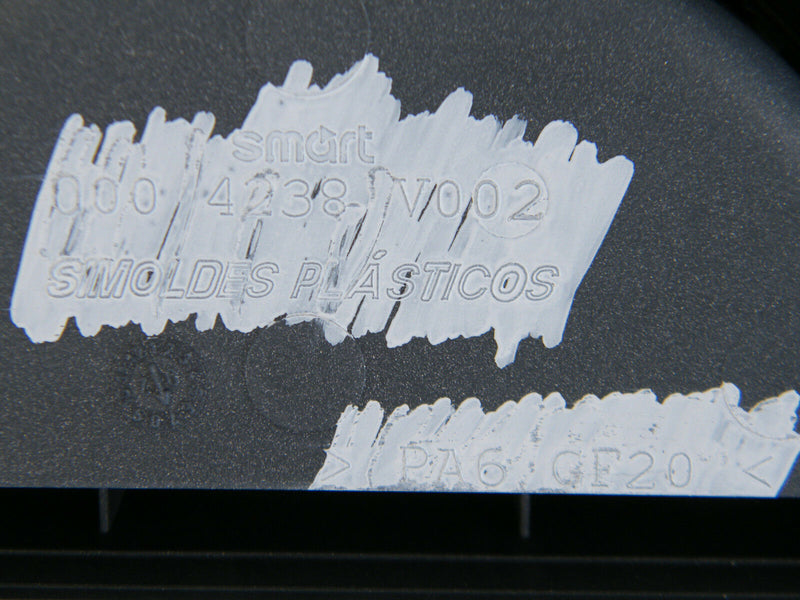 smart
000 4238 V002
SIMOLDES PLÁSTICOS
> PA6 GF20 <